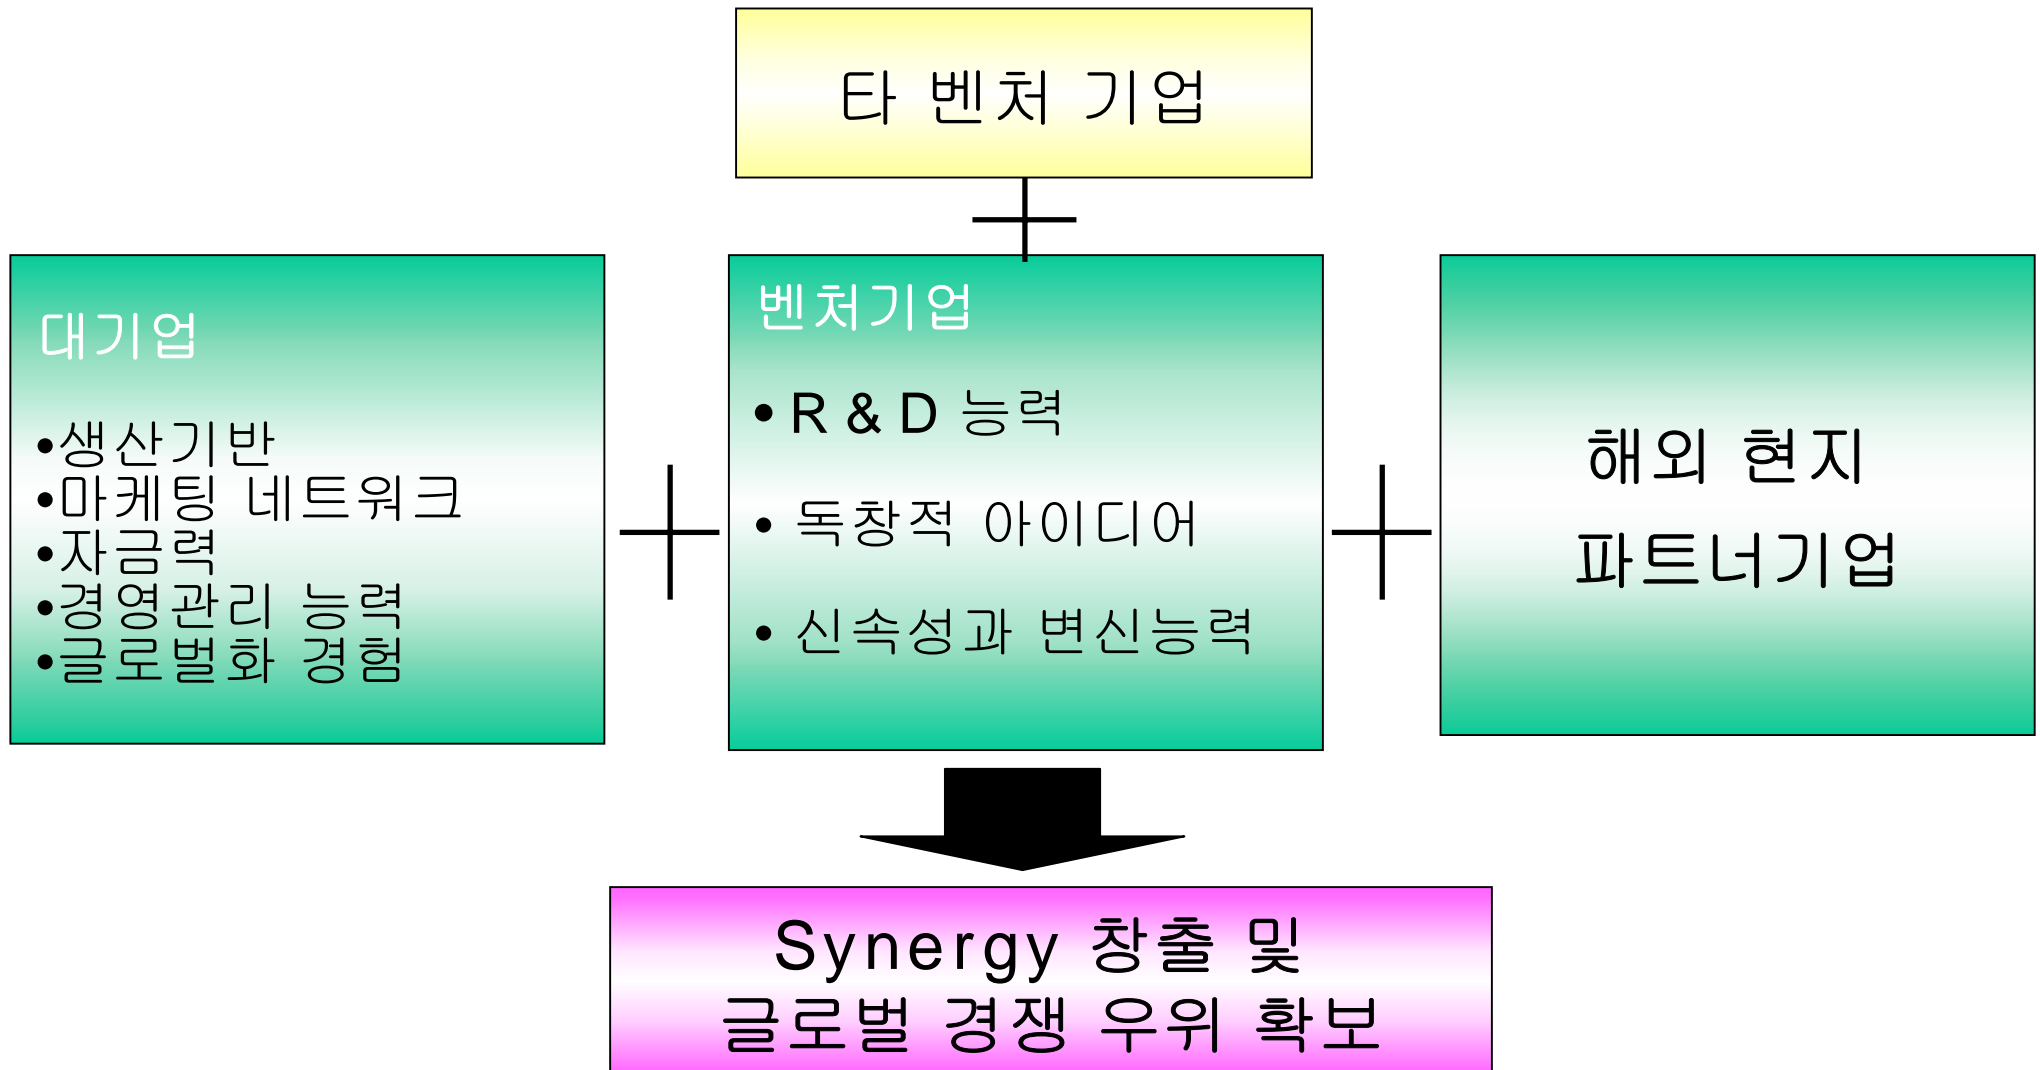 타 벤처 기업
대기업
•생산기반
•마케팅 네트워크
•자금력
•경영관리 능력
•글로벌화 경험
벤처기업
• R & D 능력
• 독창적 아이디어
• 신속성과 변신능력
해외 현지
파트너기업
Synergy 창출 및
글로벌 경쟁 우위 확보